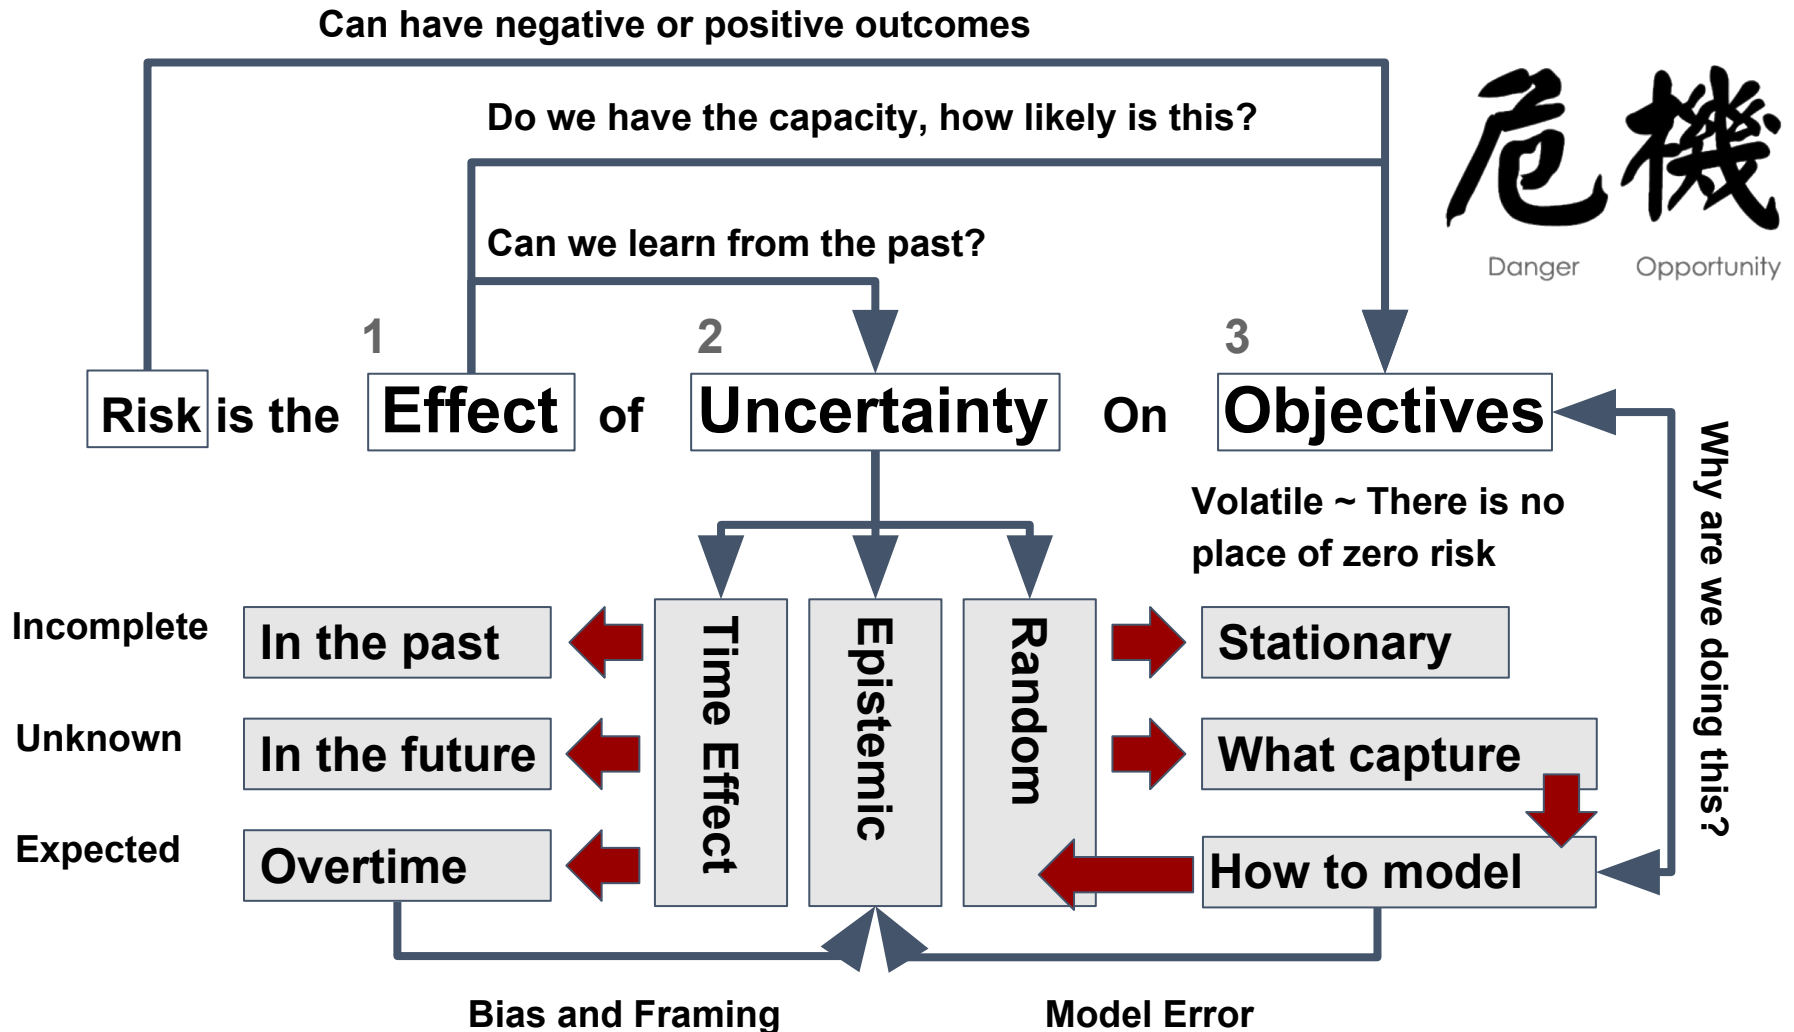 Can have negative or positive outcomes
Do we have the capacity, how likely is this?
危機
Danger Opportunity
Can we learn from the past?
1 2 3
Risk is the Effect of Uncertainty On Objectives
Why are we doing this?
Volatile ~ There is no
place of zero risk
Incomplete In the past
Unknown In the future
Expected Overtime
Time Effect
Epistemic
Random
Stationary
What capture
How to model
Bias and Framing Model Error